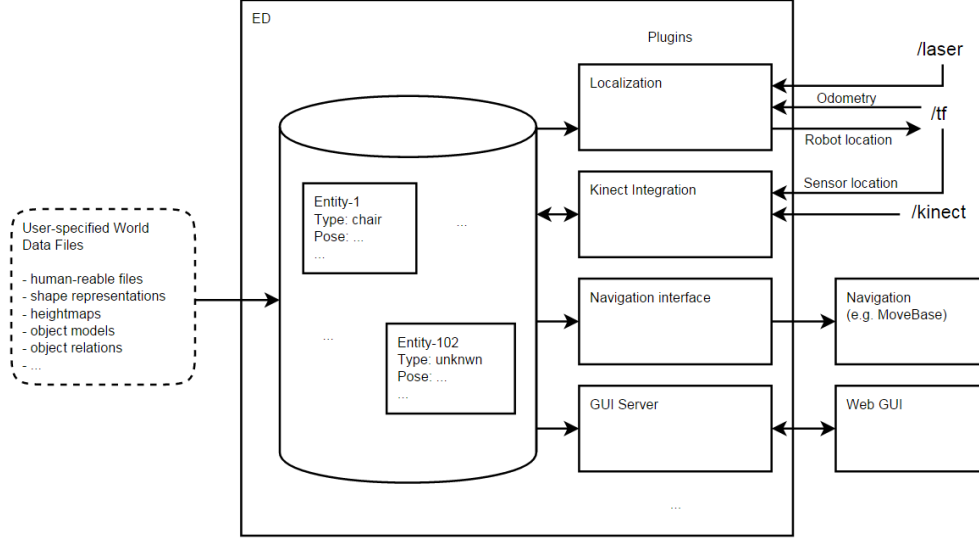 ED
Plugins
/laser
Localization
Odometry
/tf
Robot location
Entity-1
Type: chair
Pose: ...
...
...
Kinect Integration
Sensor location
/kinect
User-specified World
Data Files
- human-reable files
- shape representations
- heightmaps
- object models
- object relations
- ...
...
Entity-102
Type: unknwn
Pose: ...
...
Navigation interface
Navigation
(e.g. MoveBase)
GUI Server
Web GUI
...